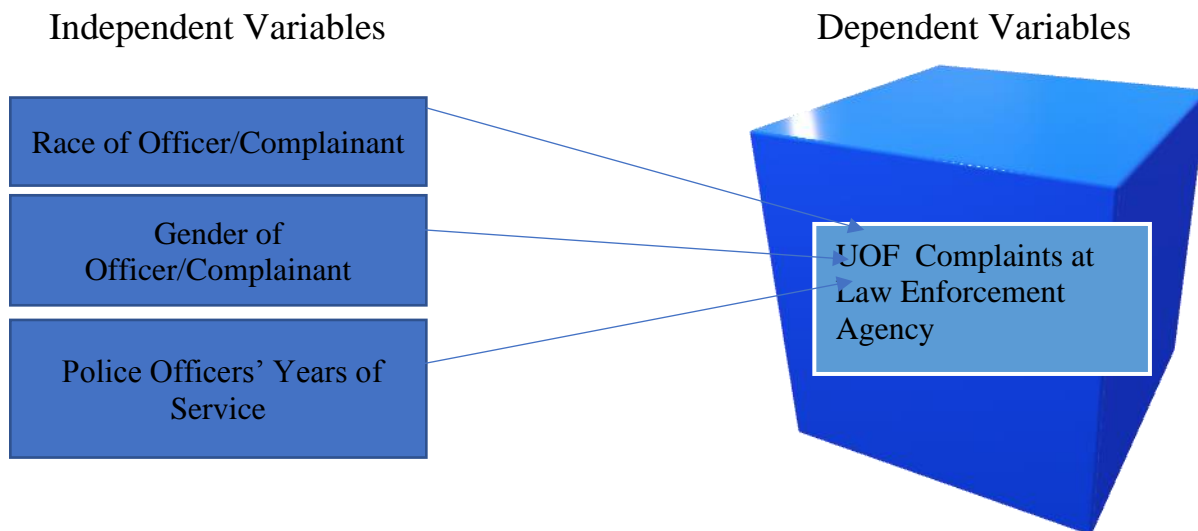 Independent Variables
Dependent Variables
Race of Officer/Complainant
Gender of
Officer/Complainant
Police Officers’ Years of
Service
UOF  Complaints at
Law Enforcement
Agency